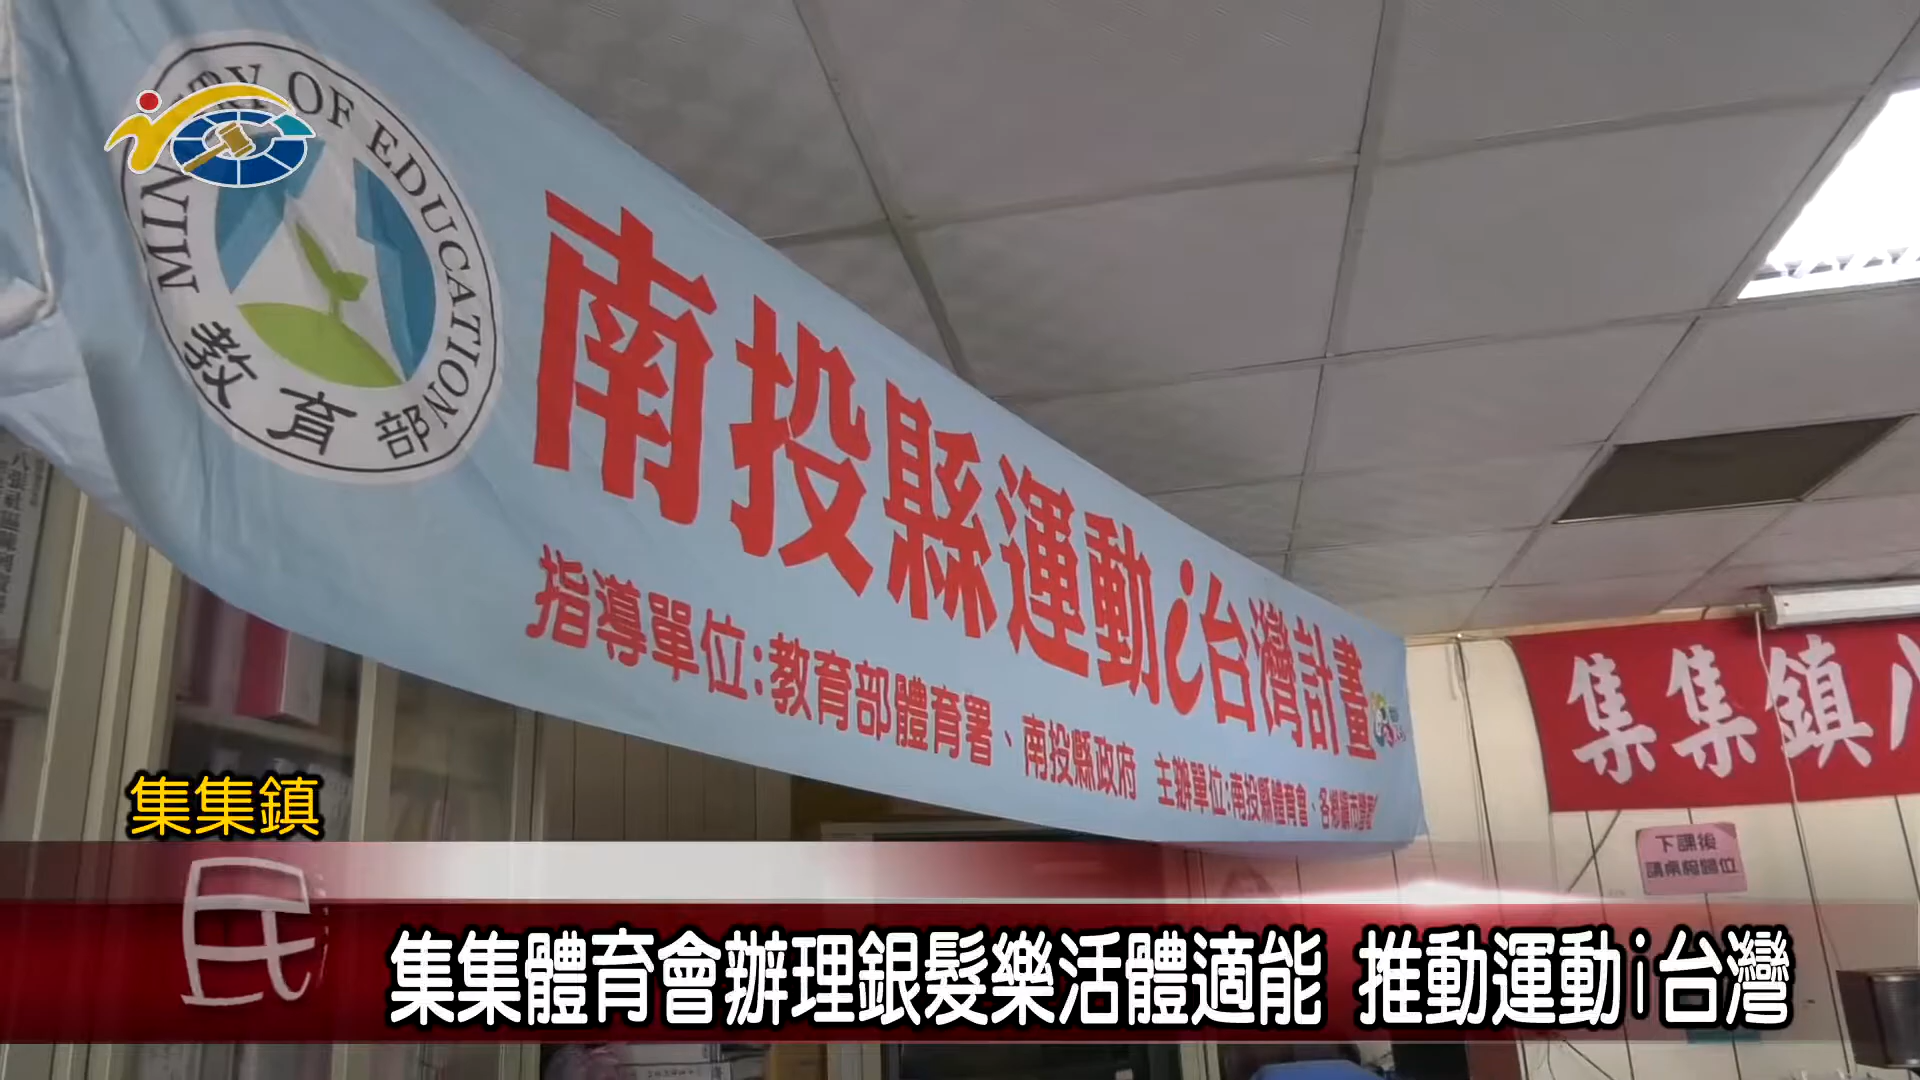 MINISTRY OF EDUCATION
教育部
南投縣運動i台灣計畫
指導單位:教育部體育署、南投縣政府 主辦單位:南投縣體育會、各鄉鎮市體育
集集鎮
下課後
請桌椅歸位
集集鎮
民
集集體育會辦理銀髮樂活體適能 推動運動i台灣